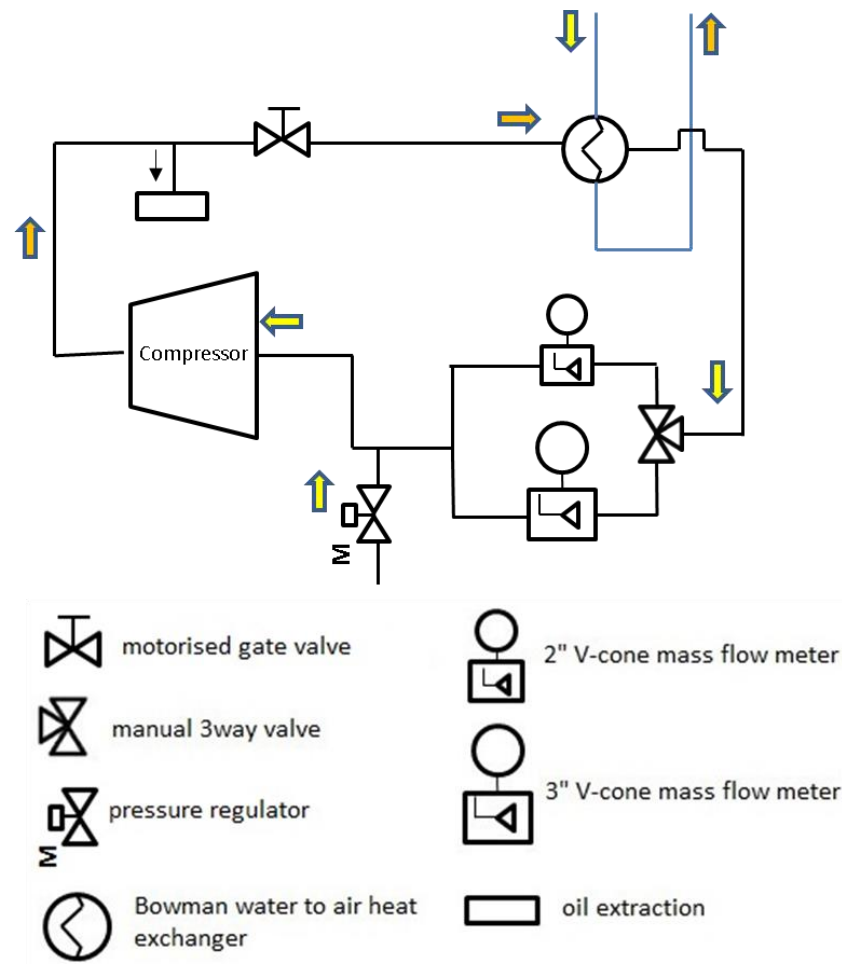 Compressor
M
motorised gate valve
2" V-cone mass flow meter
manual 3way valve
3" V-cone mass flow meter
pressure regulator
M
Bowman water to air heat
exchanger
oil extraction